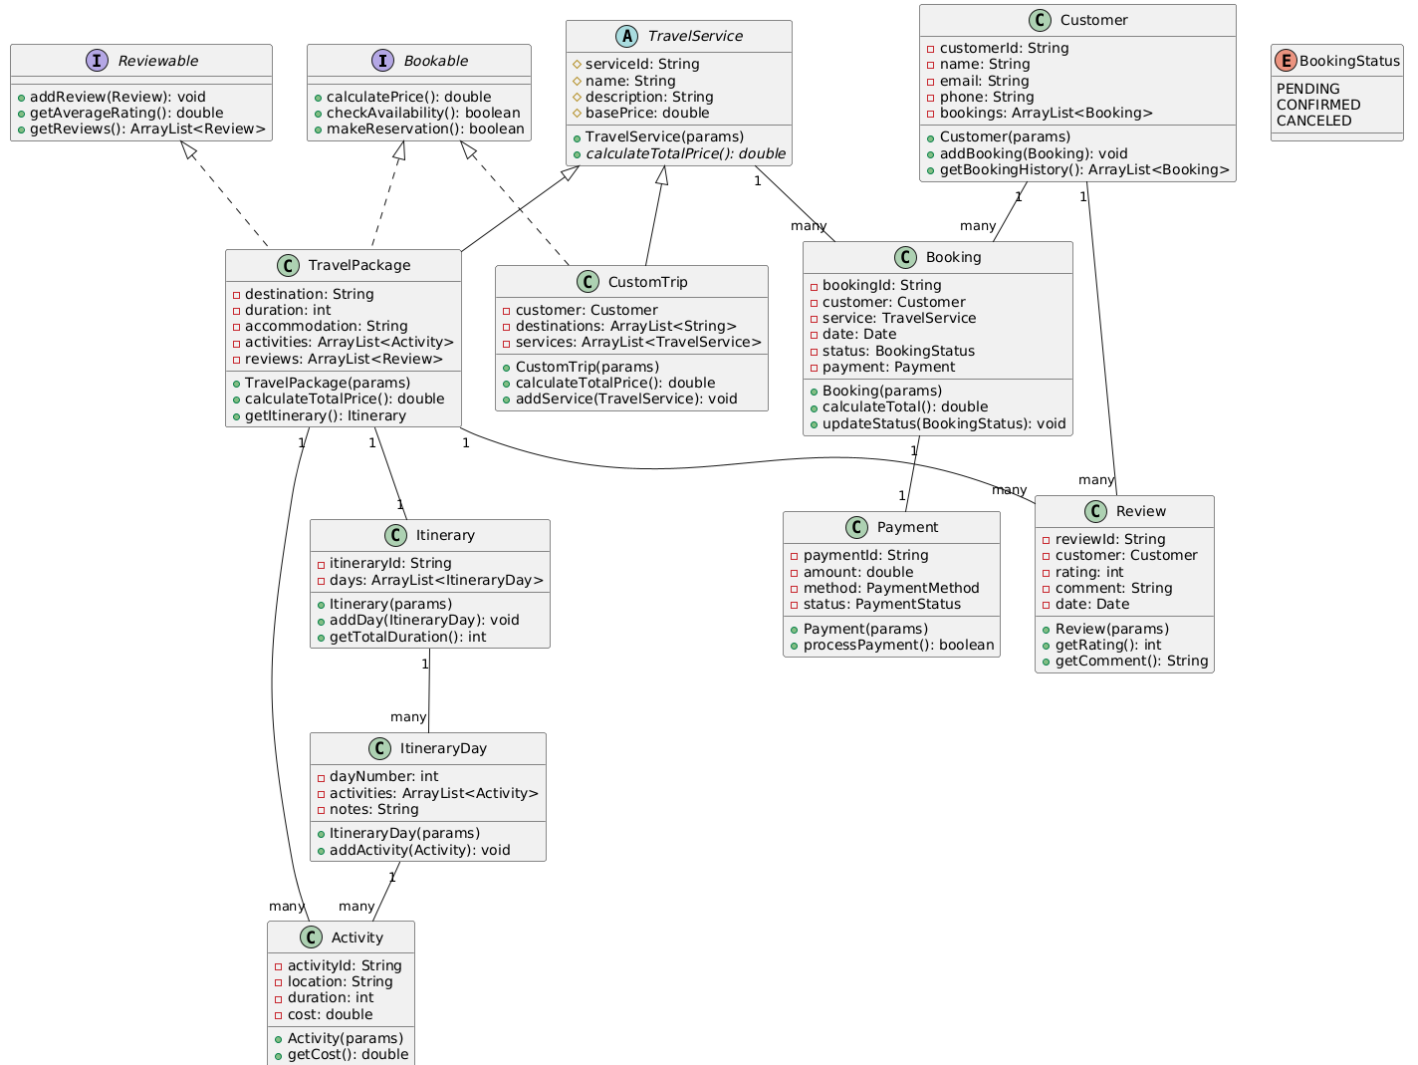 I Reviewable
addReview(Review): void
getAverageRating(): double
getReviews(): ArrayList<Review>
I Bookable
calculatePrice(): double
checkAvailability(): boolean
makeReservation(): boolean
A TravelService
serviceId: String
name: String
description: String
basePrice: double
TravelService(params)
calculateTotalPrice(): double
C Customer
customerId: String
name: String
email: String
phone: String
bookings: ArrayList<Booking>
Customer(params)
addBooking(Booking): void
getBookingHistory(): ArrayList<Booking>
E BookingStatus
PENDING
CONFIRMED
CANCELED
1
many
1
many
1
many
C TravelPackage
destination: String
duration: int
accommodation: String
activities: ArrayList<Activity>
reviews: ArrayList<Review>
TravelPackage(params)
calculateTotalPrice(): double
getItinerary(): Itinerary
C CustomTrip
customer: Customer
destinations: ArrayList<String>
services: ArrayList<TravelService>
CustomTrip(params)
calculateTotalPrice(): double
addService(TravelService): void
C Booking
bookingId: String
customer: Customer
service: TravelService
date: Date
status: BookingStatus
payment: Payment
Booking(params)
calculateTotal(): double
updateStatus(BookingStatus): void
1
many
1
1
1
many
1
1
C Itinerary
itineraryId: String
days: ArrayList<ItineraryDay>
Itinerary(params)
addDay(ItineraryDay): void
getTotalDuration(): int
C Payment
paymentId: String
amount: double
method: PaymentMethod
status: PaymentStatus
Payment(params)
processPayment(): boolean
C Review
reviewId: String
customer: Customer
rating: int
comment: String
date: Date
Review(params)
getRating(): int
getComment(): String
1
many
C ItineraryDay
dayNumber: int
activities: ArrayList<Activity>
notes: String
ItineraryDay(params)
addActivity(Activity): void
1
many
C Activity
activityId: String
location: String
duration: int
cost: double
Activity(params)
getCost(): double